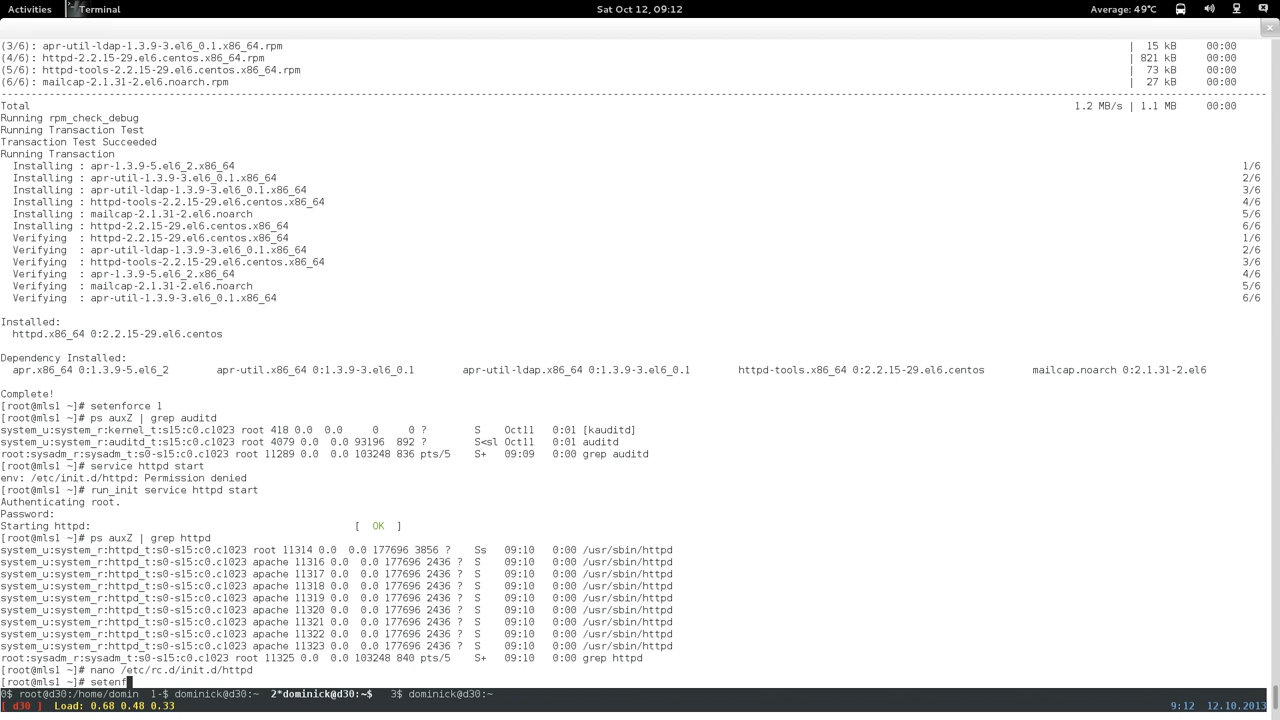 Activities Terminal Sat Oct 12, 09:12 Average: 49°C
(3/6): apr-util-ldap-1.3.9-3.el6_0.1.x86_64.rpm | 15 kB 00:00
(4/6): httpd-2.2.15-29.el6.centos.x86_64.rpm | 821 kB 00:00
(5/6): httpd-tools-2.2.15-29.el6.centos.x86_64.rpm | 73 kB 00:00
(6/6): mailcap-2.1.31-2.el6.noarch.rpm | 27 kB 00:00
--------------------------------------------------------------------------------
Total 1.2 MB/s | 1.1 MB 00:00
Running rpm_check_debug
Running Transaction Test
Transaction Test Succeeded
Running Transaction
Installing : apr-1.3.9-5.el6_2.x86_64 1/6
Installing : apr-util-1.3.9-3.el6_0.1.x86_64 2/6
Installing : apr-util-ldap-1.3.9-3.el6_0.1.x86_64 3/6
Installing : httpd-tools-2.2.15-29.el6.centos.x86_64 4/6
Installing : mailcap-2.1.31-2.el6.noarch 5/6
Installing : httpd-2.2.15-29.el6.centos.x86_64 6/6
Verifying : httpd-2.2.15-29.el6.centos.x86_64 1/6
Verifying : apr-util-ldap-1.3.9-3.el6_0.1.x86_64 2/6
Verifying : httpd-tools-2.2.15-29.el6.centos.x86_64 3/6
Verifying : apr-1.3.9-5.el6_2.x86_64 4/6
Verifying : mailcap-2.1.31-2.el6.noarch 5/6
Verifying : apr-util-1.3.9-3.el6_0.1.x86_64 6/6
Installed:
httpd.x86_64 0:2.2.15-29.el6.centos
Dependency Installed:
apr.x86_64 0:1.3.9-5.el6_2 apr-util.x86_64 0:1.3.9-3.el6_0.1 apr-util-ldap.x86_64 0:1.3.9-3.el6_0.1 httpd-tools.x86_64 0:2.2.15-29.el6.centos mailcap.noarch 0:2.1.31-2.el6
Complete!
[root@mls1 ~]# setenforce 1
[root@mls1 ~]# ps auxZ | grep auditd
system_u:system_r:kernel_t:s15:c0.c1023 root 418 0.0 0.0 0 0 ? S Oct11 0:01 [kauditd]
system_u:system_r:auditd_t:s15:c0.c1023 root 4079 0.0 0.0 93196 892 ? S<sl Oct11 0:01 auditd
root:sysadm_r:sysadm_t:s0-s15:c0.c1023 root 11289 0.0 0.0 103248 836 pts/5 S+ 09:09 0:00 grep auditd
[root@mls1 ~]# service httpd start
env: /etc/init.d/httpd: Permission denied
[root@mls1 ~]# run_init service httpd start
Authenticating root.
Password:
Starting httpd: [ OK ]
[root@mls1 ~]# ps auxZ | grep httpd
system_u:system_r:httpd_t:s0-s15:c0.c1023 root 11314 0.0 0.0 177696 3856 ? Ss 09:10 0:00 /usr/sbin/httpd
system_u:system_r:httpd_t:s0-s15:c0.c1023 apache 11316 0.0 0.0 177696 2436 ? S 09:10 0:00 /usr/sbin/httpd
system_u:system_r:httpd_t:s0-s15:c0.c1023 apache 11317 0.0 0.0 177696 2436 ? S 09:10 0:00 /usr/sbin/httpd
system_u:system_r:httpd_t:s0-s15:c0.c1023 apache 11318 0.0 0.0 177696 2436 ? S 09:10 0:00 /usr/sbin/httpd
system_u:system_r:httpd_t:s0-s15:c0.c1023 apache 11319 0.0 0.0 177696 2436 ? S 09:10 0:00 /usr/sbin/httpd
system_u:system_r:httpd_t:s0-s15:c0.c1023 apache 11320 0.0 0.0 177696 2436 ? S 09:10 0:00 /usr/sbin/httpd
system_u:system_r:httpd_t:s0-s15:c0.c1023 apache 11321 0.0 0.0 177696 2436 ? S 09:10 0:00 /usr/sbin/httpd
system_u:system_r:httpd_t:s0-s15:c0.c1023 apache 11322 0.0 0.0 177696 2436 ? S 09:10 0:00 /usr/sbin/httpd
system_u:system_r:httpd_t:s0-s15:c0.c1023 apache 11323 0.0 0.0 177696 2436 ? S 09:10 0:00 /usr/sbin/httpd
root:sysadm_r:sysadm_t:s0-s15:c0.c1023 root 11325 0.0 0.0 103248 840 pts/5 S+ 09:10 0:00 grep httpd
[root@mls1 ~]# nano /etc/rc.d/init.d/httpd
[root@mls1 ~]# setenf
0$ root@d30:/home/domin 1-$ dominick@d30:~ 2*dominick@d30:~$ 3$ dominick@d30:~
[ d30 ] Load: 0.68 0.48 0.33 9:12 12.10.2013